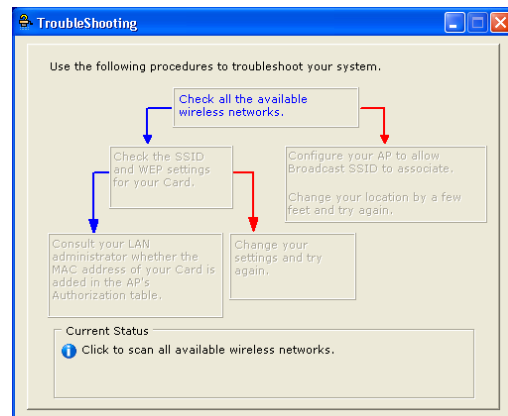 TroubleShooting
Use the following procedures to troubleshoot your system.
Check all the available
wireless networks.
Check the SSID
and WEP settings
for your Card.
Configure your AP to allow
Broadcast SSID to associate.
Change your location by a few
feet and try again.
Consult your LAN
administrator whether the
MAC address of your Card is
added in the AP's
Authorization table.
Change your
settings and try
again.
Current Status
Click to scan all available wireless networks.